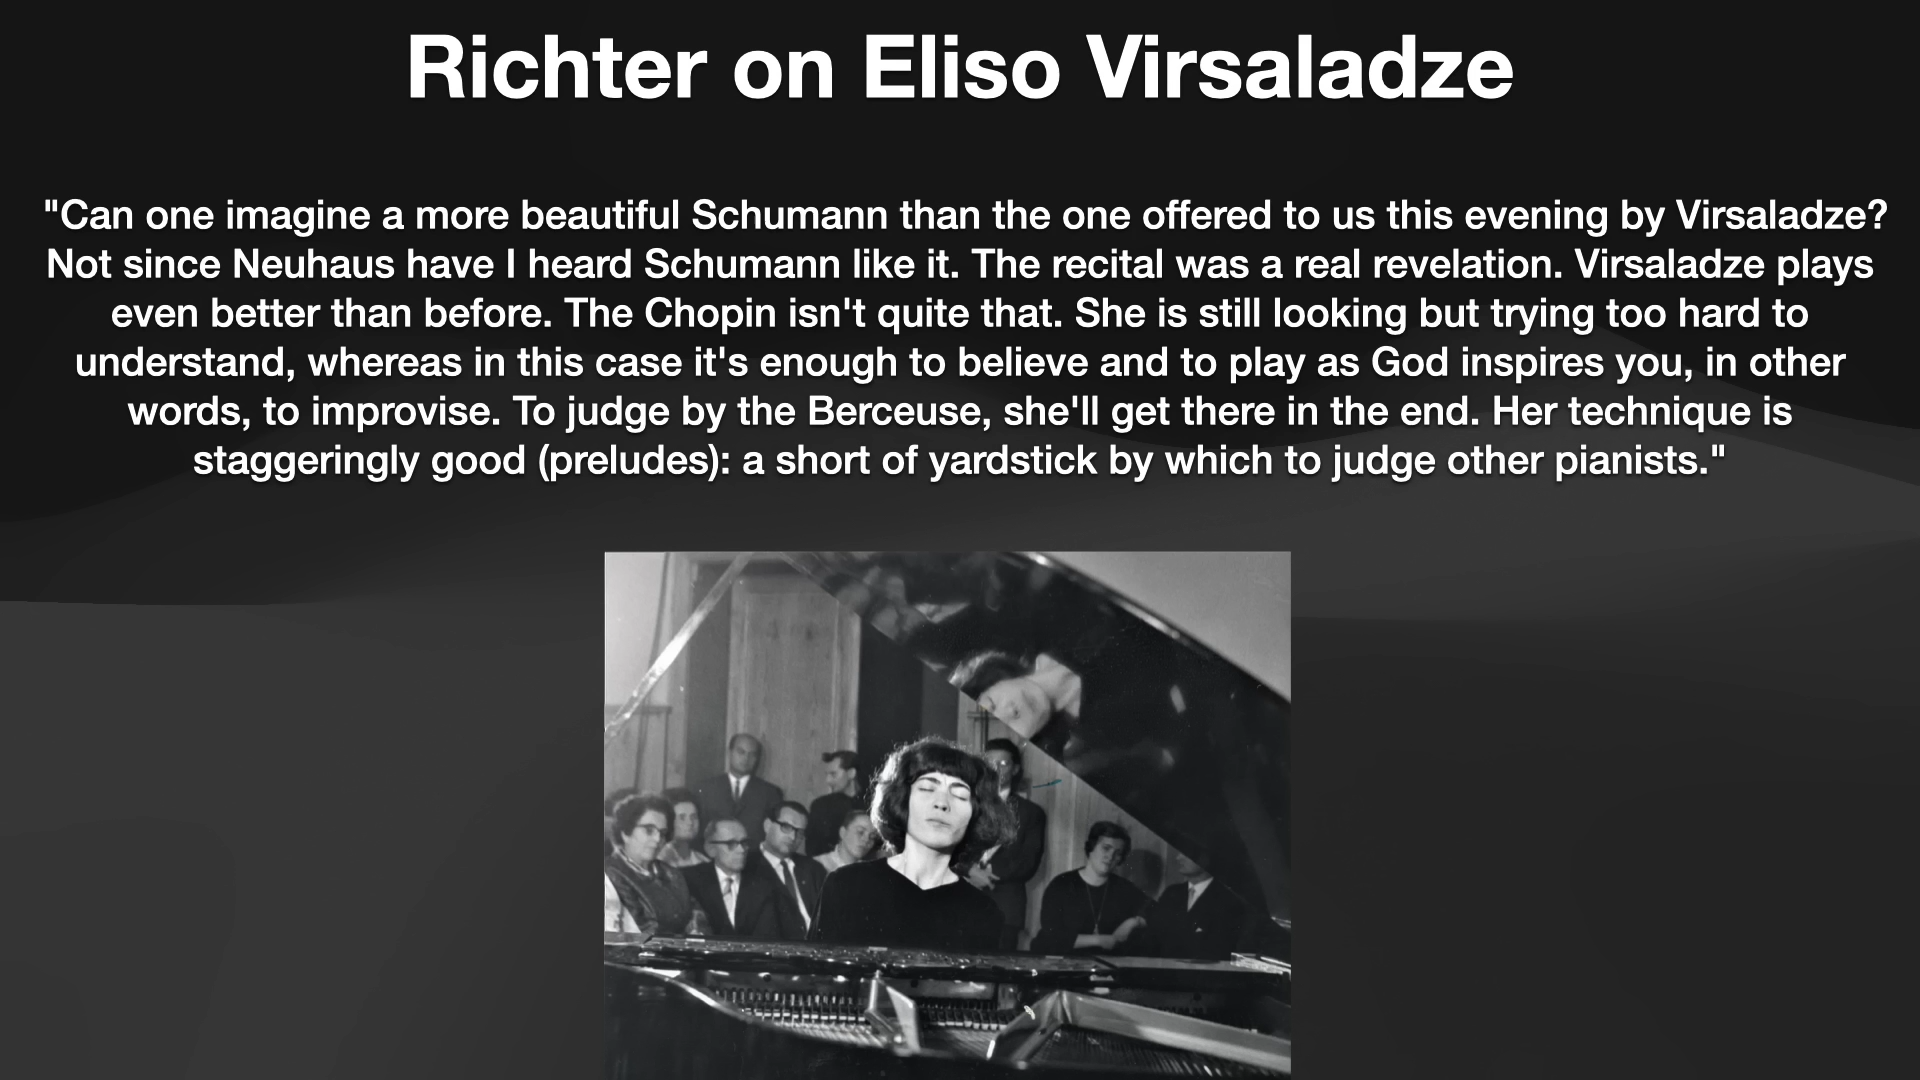 Richter on Eliso Virsaladze
"Can one imagine a more beautiful Schumann than the one offered to us this evening by Virsaladze?
Not since Neuhaus have I heard Schumann like it. The recital was a real revelation. Virsaladze plays
even better than before. The Chopin isn't quite that. She is still looking but trying too hard to
understand, whereas in this case it's enough to believe and to play as God inspires you, in other
words, to improvise. To judge by the Berceuse, she'll get there in the end. Her technique is
staggeringly good (preludes): a short of yardstick by which to judge other pianists."